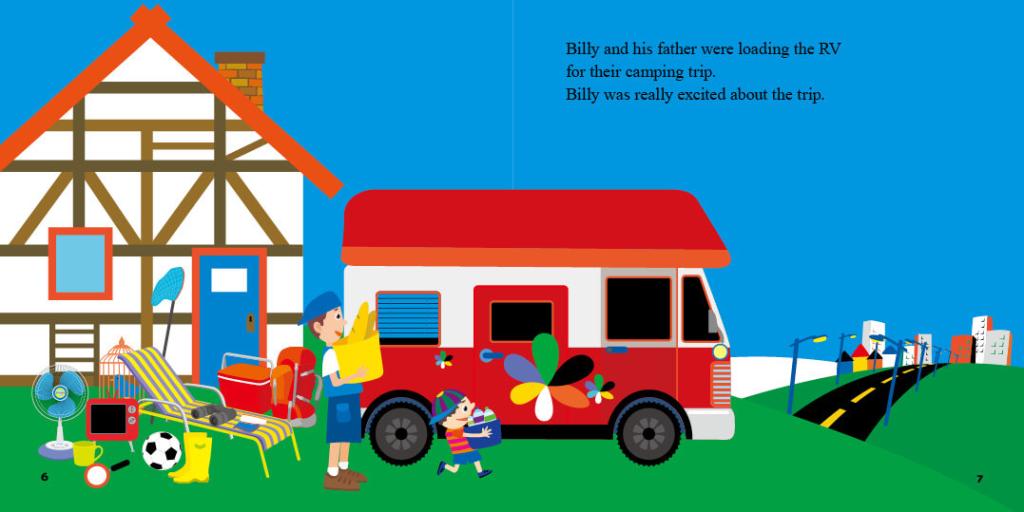 Billy and his father were loading the RV
for their camping trip.
Billy was really excited about the trip.
6
7